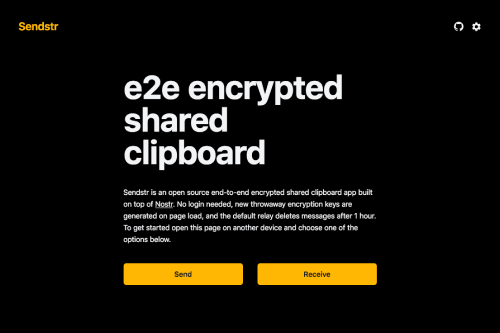 Sendstr
e2e encrypted
shared
clipboard
Sendstr is an open source end-to-end encrypted shared clipboard app built
on top of Nostr. No login needed, new throwaway encryption keys are
generated on page load, and the default relay deletes messages after 1 hour.
To get started open this page on another device and choose one of the
options below.
Send
Receive